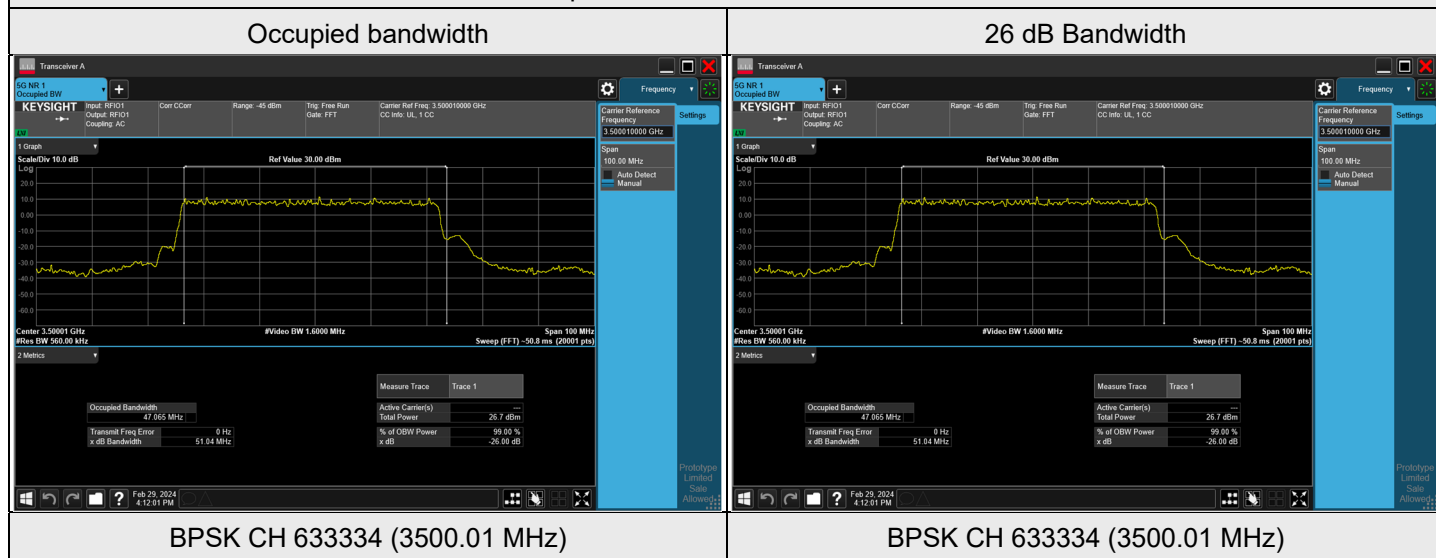 Occupied bandwidth
26 dB Bandwidth
Transceiver A
5G NR 1
Occupied BW
+
Frequency
KEYSIGHT
Input: RFIO1
Output: RFIO1
Coupling: AC
Corr CCorr
Range: -45 dBm
Trig: Free Run
Gate: FFT
Carrier Ref Freq: 3.500010000 GHz
CC Info: UL, 1 CC
LXI
Carrier Reference
Frequency
3.500010000 GHz
Settings
Span
100.00 MHz
Auto Detect
Manual
1 Graph
Scale/Div 10.0 dB
Ref Value 30.00 dBm
Log
20.0
10.0
0.00
-10.0
-20.0
-30.0
-40.0
-50.0
-60.0
Center 3.50001 GHz
#Video BW 1.6000 MHz
Span 100 MHz
#Res BW 560.00 kHz
Sweep (FFT) ~50.8 ms (20001 pts)
2 Metrics
Measure Trace Trace 1
Occupied Bandwidth
47.065 MHz
Active Carrier(s) ---
Total Power 26.7 dBm
Transmit Freq Error 0 Hz
x dB Bandwidth 51.04 MHz
% of OBW Power 99.00 %
x dB -26.00 dB
Prototype
Limited
Sale
Allowed
?
Feb 29, 2024
4:12:01 PM
BPSK CH 633334 (3500.01 MHz)
Transceiver A
5G NR 1
Occupied BW
+
Frequency
KEYSIGHT
Input: RFIO1
Output: RFIO1
Coupling: AC
Corr CCorr
Range: -45 dBm
Trig: Free Run
Gate: FFT
Carrier Ref Freq: 3.500010000 GHz
CC Info: UL, 1 CC
LXI
Carrier Reference
Frequency
3.500010000 GHz
Settings
Span
100.00 MHz
Auto Detect
Manual
1 Graph
Scale/Div 10.0 dB
Ref Value 30.00 dBm
Log
20.0
10.0
0.00
-10.0
-20.0
-30.0
-40.0
-50.0
-60.0
Center 3.50001 GHz
#Video BW 1.6000 MHz
Span 100 MHz
#Res BW 560.00 kHz
Sweep (FFT) ~50.8 ms (20001 pts)
2 Metrics
Measure Trace Trace 1
Occupied Bandwidth
47.065 MHz
Active Carrier(s) ---
Total Power 26.7 dBm
Transmit Freq Error 0 Hz
x dB Bandwidth 51.04 MHz
% of OBW Power 99.00 %
x dB -26.00 dB
Prototype
Limited
Sale
Allowed
?
Feb 29, 2024
4:12:01 PM
BPSK CH 633334 (3500.01 MHz)